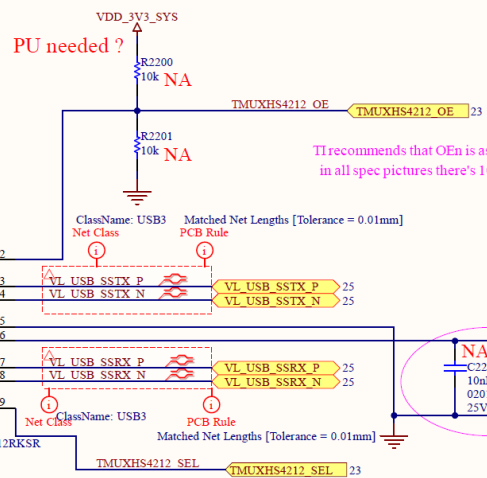 VDD_3V3_SYS
PU needed ?
R2200
10k NA
TMUXHS4212_OE
TMUXHS4212_OE 23
R2201
10k NA
TI recommends that OEn is
in all spec pictures there's
ClassName: USB3
Matched Net Lengths [Tolerance = 0.01mm]
Net Class
PCB Rule
i
i
2
3 VL_USB_SSTX_P
VL_USB_SSTX_P 25
4 VL_USB_SSTX_N
VL_USB_SSTX_N 25
5
6
NA
7 VL_USB_SSRX_P
VL_USB_SSRX_P 25
8 VL_USB_SSRX_N
VL_USB_SSRX_N 25
C22
10n
020
25V
9
i
i
Net Class
ClassName: USB3
PCB Rule
Matched Net Lengths [Tolerance = 0.01mm]
12RKSR
TMUXHS4212_SEL
TMUXHS4212_SEL 23